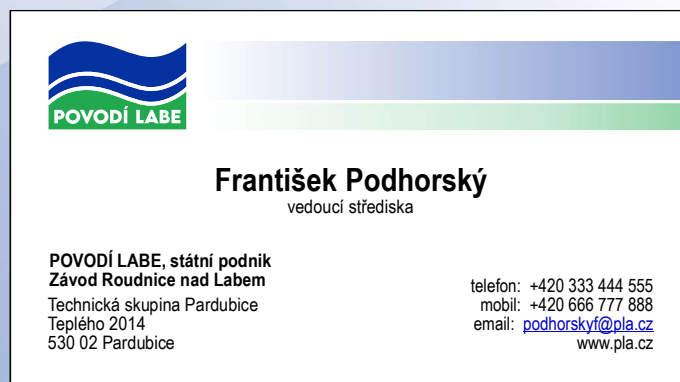 POVODÍ LABE
František Podhorský
vedoucí střediska
POVODÍ LABE, státní podnik
Závod Roudnice nad Labem
Technická skupina Pardubice
Teplého 2014
530 02 Pardubice
telefon: +420 333 444 555
mobil: +420 666 777 888
email: podhorskyf@pla.cz
www.pla.cz